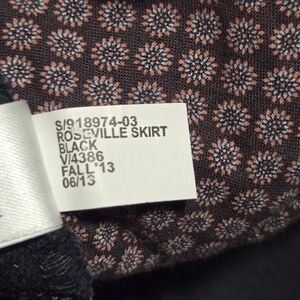 S/918974-03
ROSEVILLE SKIRT
BLACK
V/4386
FALL'13
06/13